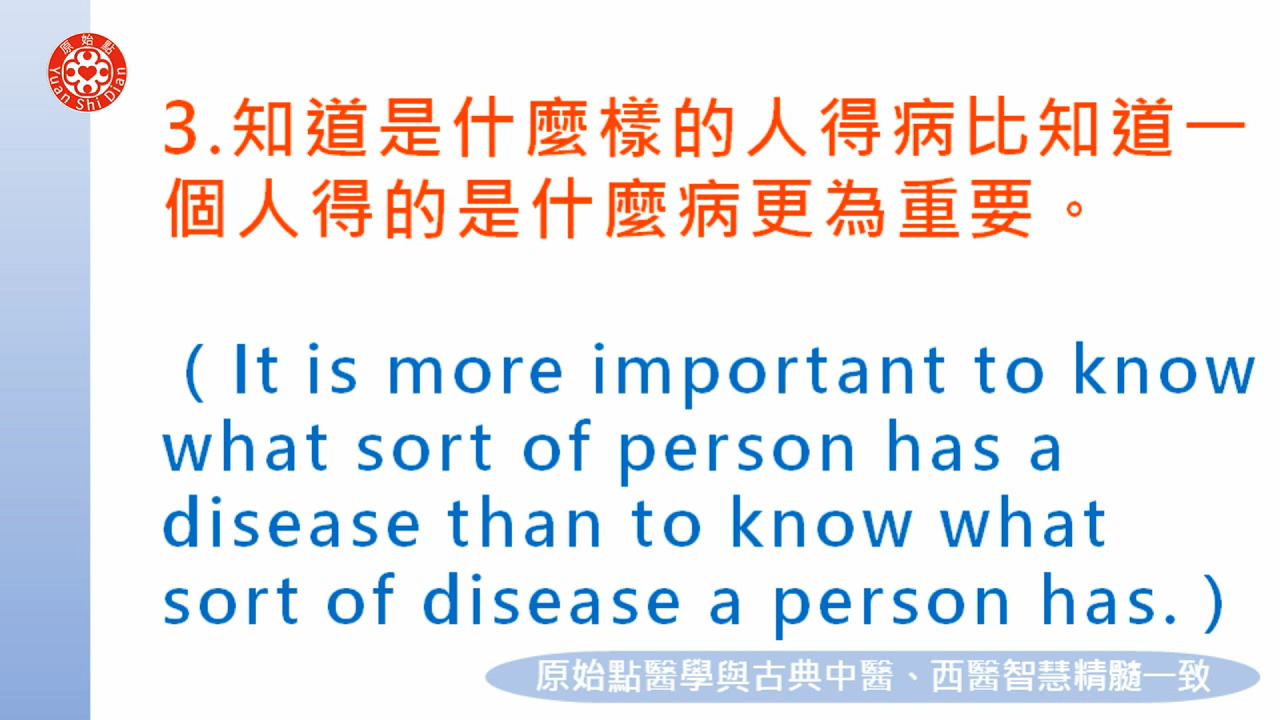 原始點
Yuan Shi Dian
3.知道是什麼樣的人得病比知道一
個人得的是什麼病更為重要。
（It is more important to know
what sort of person has a
disease than to know what
sort of disease a person has.）
原始點醫學與古典中醫、西醫智慧精髓一致